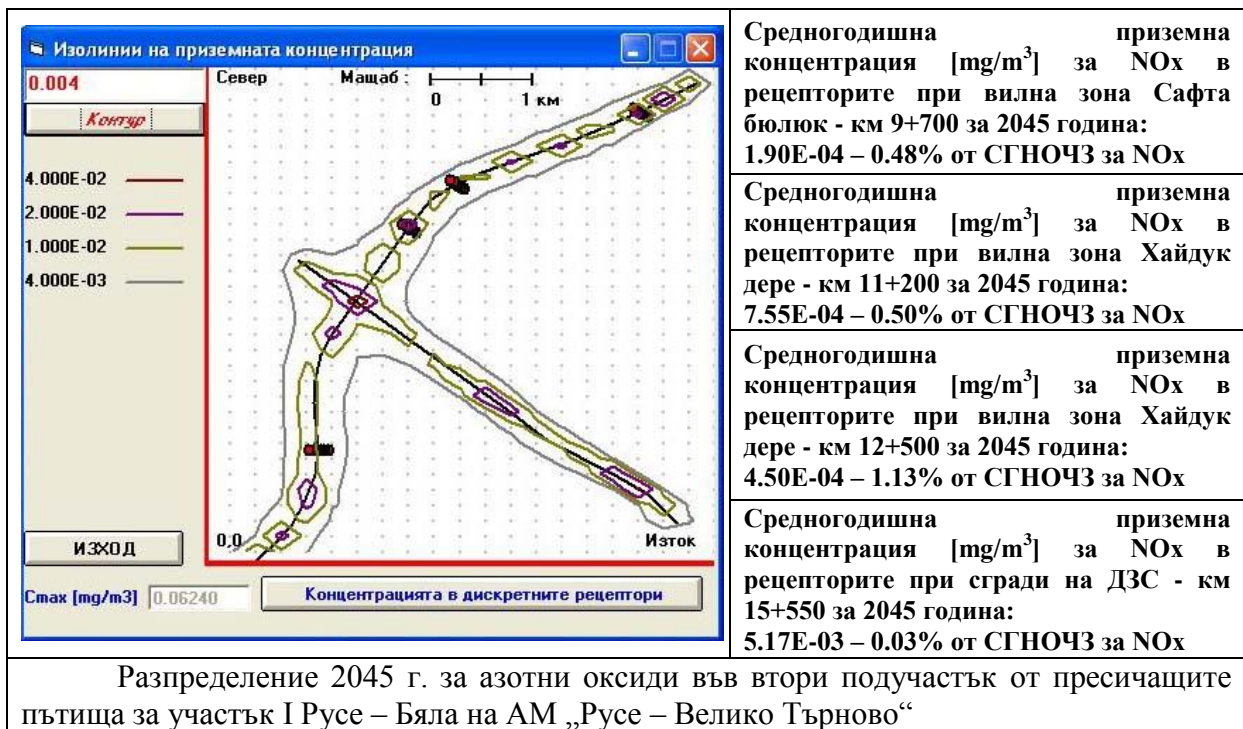 Изолинии на приземната концентрация
0.004
Контур
4.000E-02
2.000E-02
1.000E-02
4.000E-03
ИЗХОД
Север Мащаб :
0 1 км
0,0 Изток
Cmax [mg/m3] 0.06240 Концентрацията в дискретните рецептори
Средногодишна приземна
концентрация [mg/m³] за NOx в
рецепторите при вилна зона Сафта
бюлюк - км 9+700 за 2045 година:
1.90E-04 – 0.48% от СГНОЧЗ за NOx
Средногодишна приземна
концентрация [mg/m³] за NOx в
рецепторите при вилна зона Хайдук
дере - км 11+200 за 2045 година:
7.55E-04 – 0.50% от СГНОЧЗ за NOx
Средногодишна приземна
концентрация [mg/m³] за NOx в
рецепторите при вилна зона Хайдук
дере - км 12+500 за 2045 година:
4.50E-04 – 1.13% от СГНОЧЗ за NOx
Средногодишна приземна
концентрация [mg/m³] за NOx в
рецепторите при сгради на ДЗС - км
15+550 за 2045 година:
5.17E-03 – 0.03% от СГНОЧЗ за NOx
Разпределение 2045 г. за азотни оксиди във втори подучастък от пресичащите
пътища за участък I Русе – Бяла на АМ „Русе – Велико Търново“